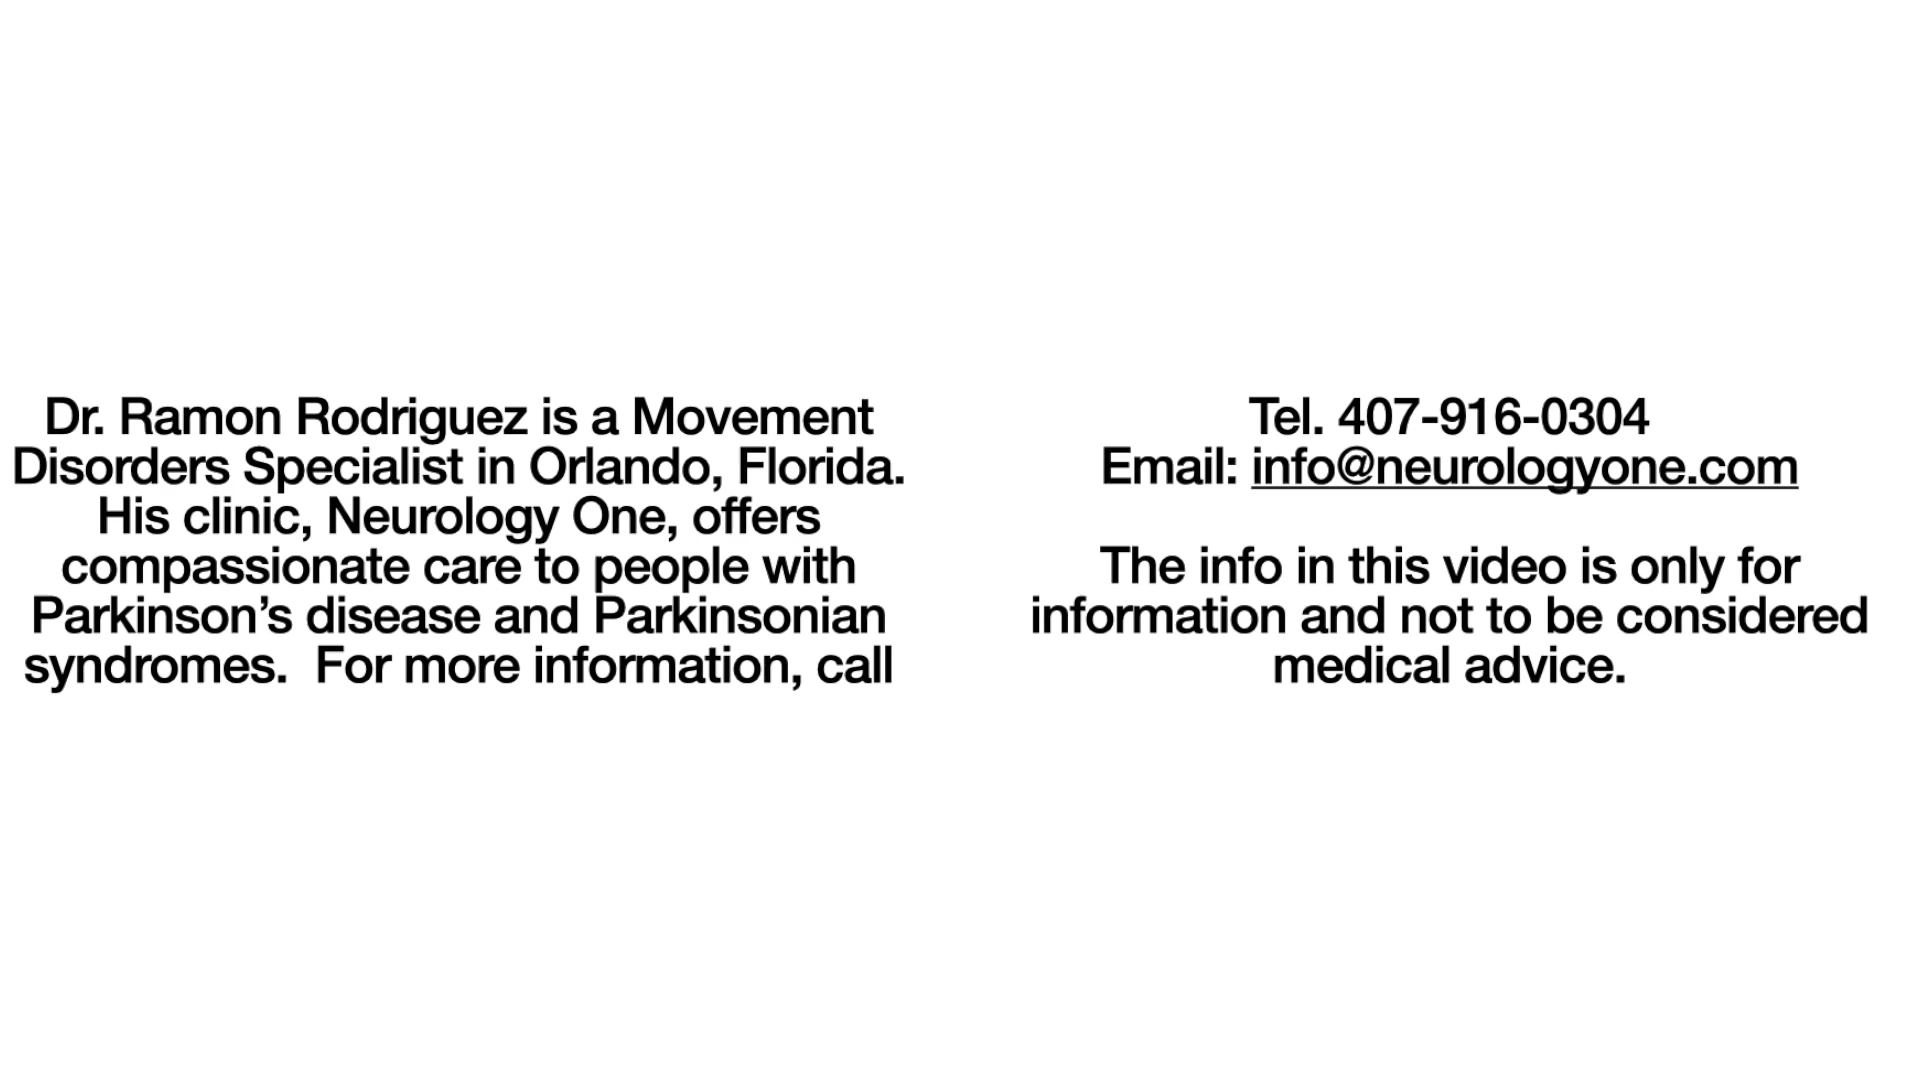 Dr. Ramon Rodriguez is a Movement
Disorders Specialist in Orlando, Florida.
His clinic, Neurology One, offers
compassionate care to people with
Parkinson’s disease and Parkinsonian
syndromes.  For more information, call
Tel. 407-916-0304
Email: info@neurologyone.com
The info in this video is only for
information and not to be considered
medical advice.